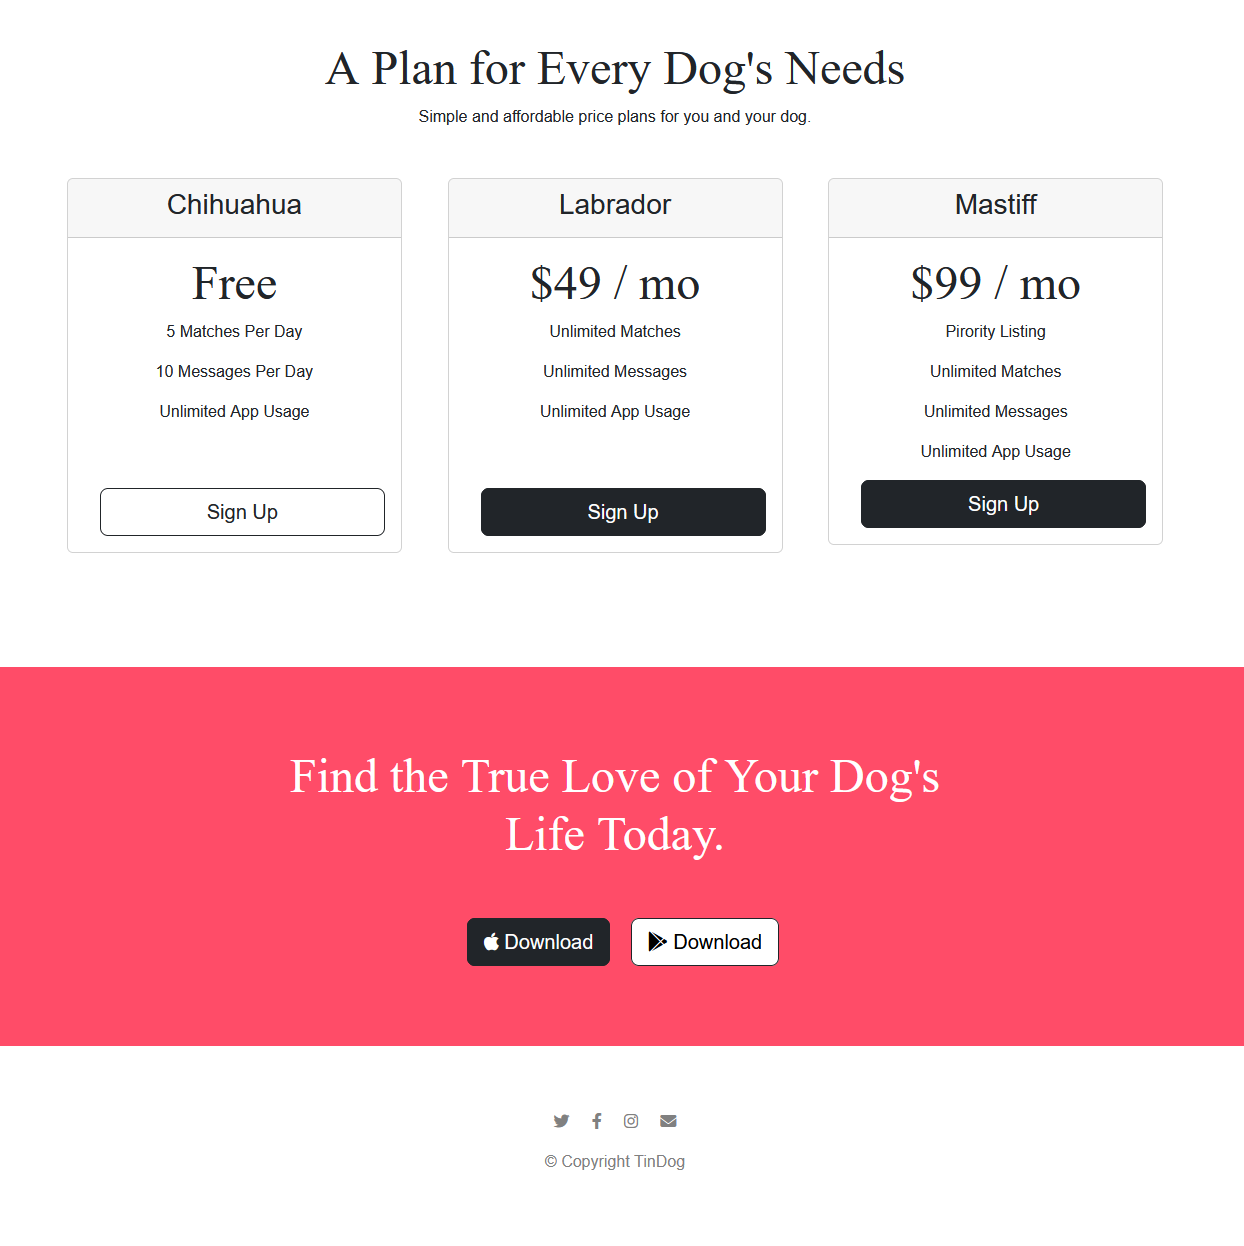 A Plan for Every Dog's Needs
Simple and affordable price plans for you and your dog.
Chihuahua
Free
5 Matches Per Day
10 Messages Per Day
Unlimited App Usage
Sign Up
Labrador
$49 / mo
Unlimited Matches
Unlimited Messages
Unlimited App Usage
Sign Up
Mastiff
$99 / mo
Pirority Listing
Unlimited Matches
Unlimited Messages
Unlimited App Usage
Sign Up
Find the True Love of Your Dog's
Life Today.
Download
Download
© Copyright TinDog